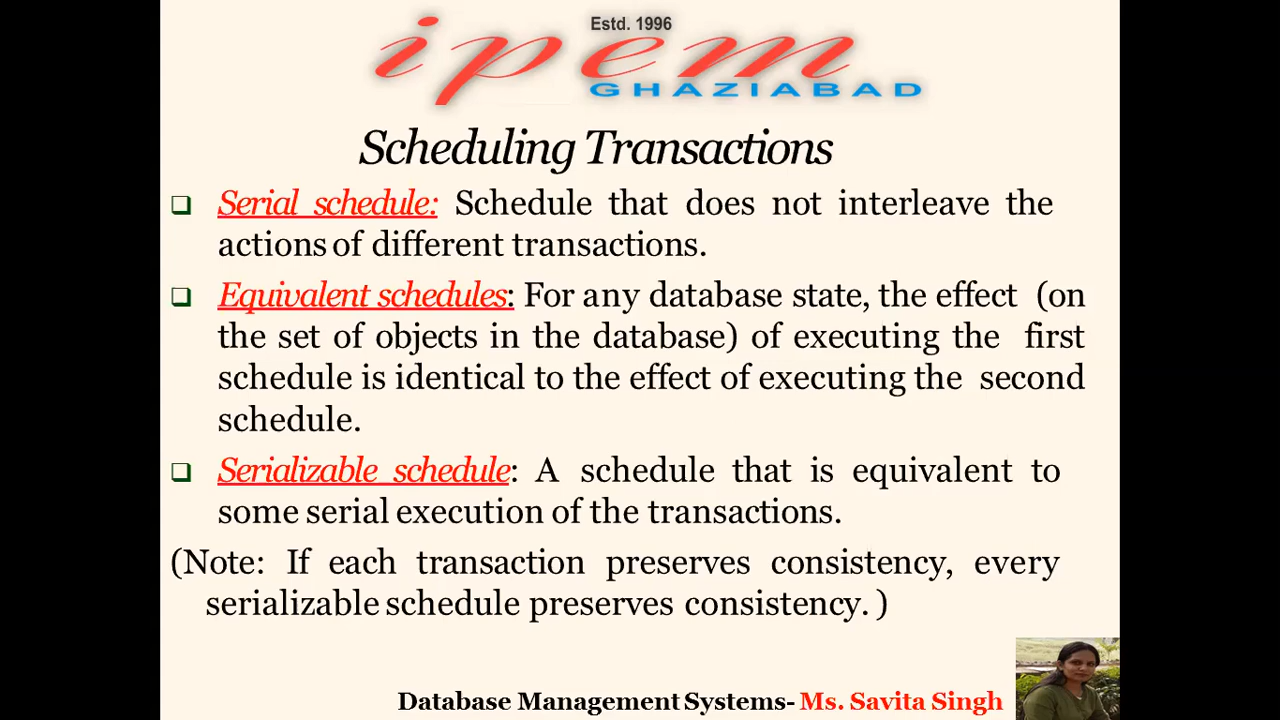 Estd. 1996
ipem
GHAZIABAD
Scheduling Transactions
❑ Serial schedule: Schedule that does not interleave the
actions of different transactions.
❑ Equivalent schedules: For any database state, the effect (on
the set of objects in the database) of executing the first
schedule is identical to the effect of executing the second
schedule.
❑ Serializable schedule: A schedule that is equivalent to
some serial execution of the transactions.
(Note: If each transaction preserves consistency, every
serializable schedule preserves consistency. )
Database Management Systems- Ms. Savita Singh